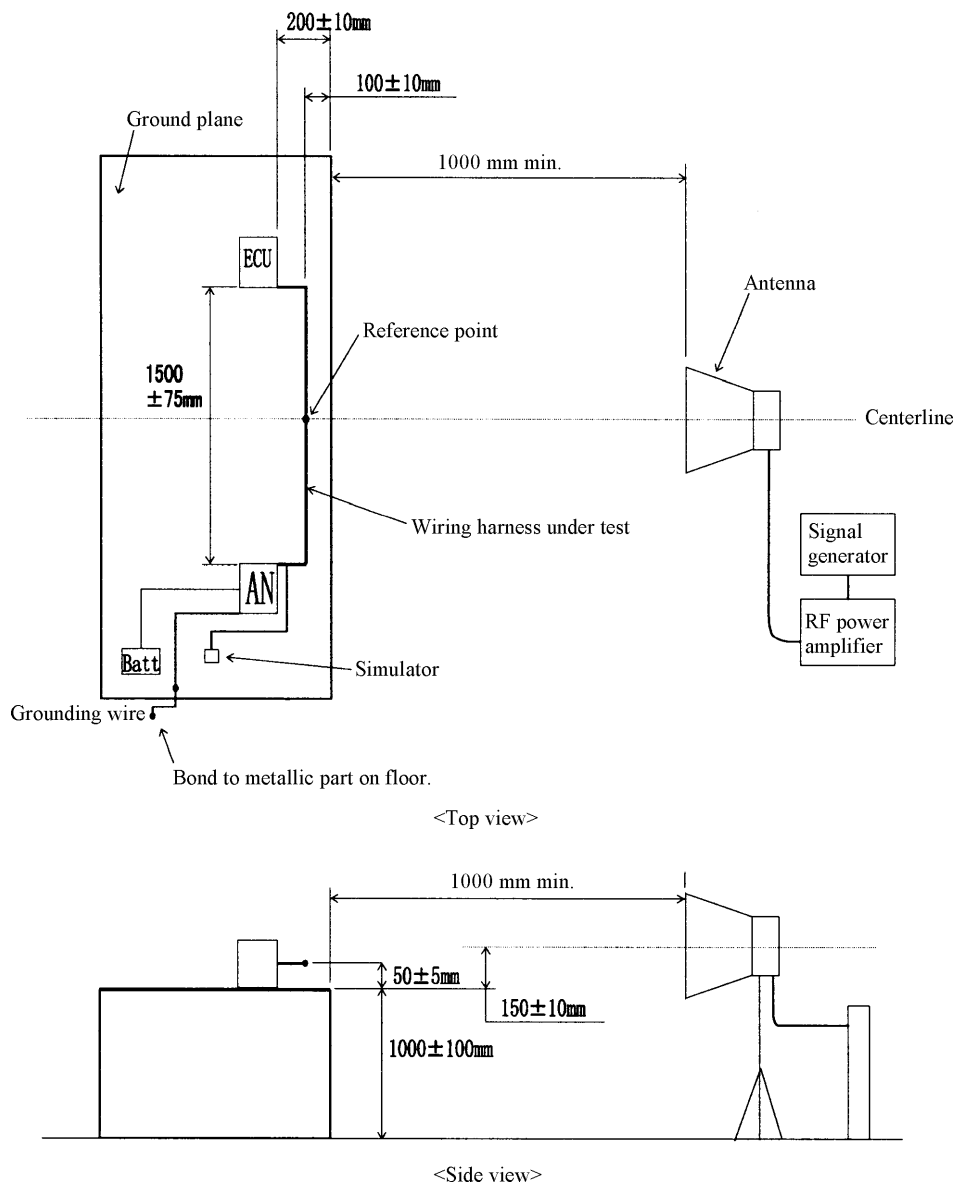 200±10mm
100±10mm
Ground plane
1000 mm min.
ECU
Antenna
Reference point
1500
±75mm
Centerline
Wiring harness under test
Signal
generator
AN
RF power
amplifier
Batt
Simulator
Grounding wire
Bond to metallic part on floor.
<Top view>
1000 mm min.
50±5mm
150±10mm
1000±100mm
<Side view>